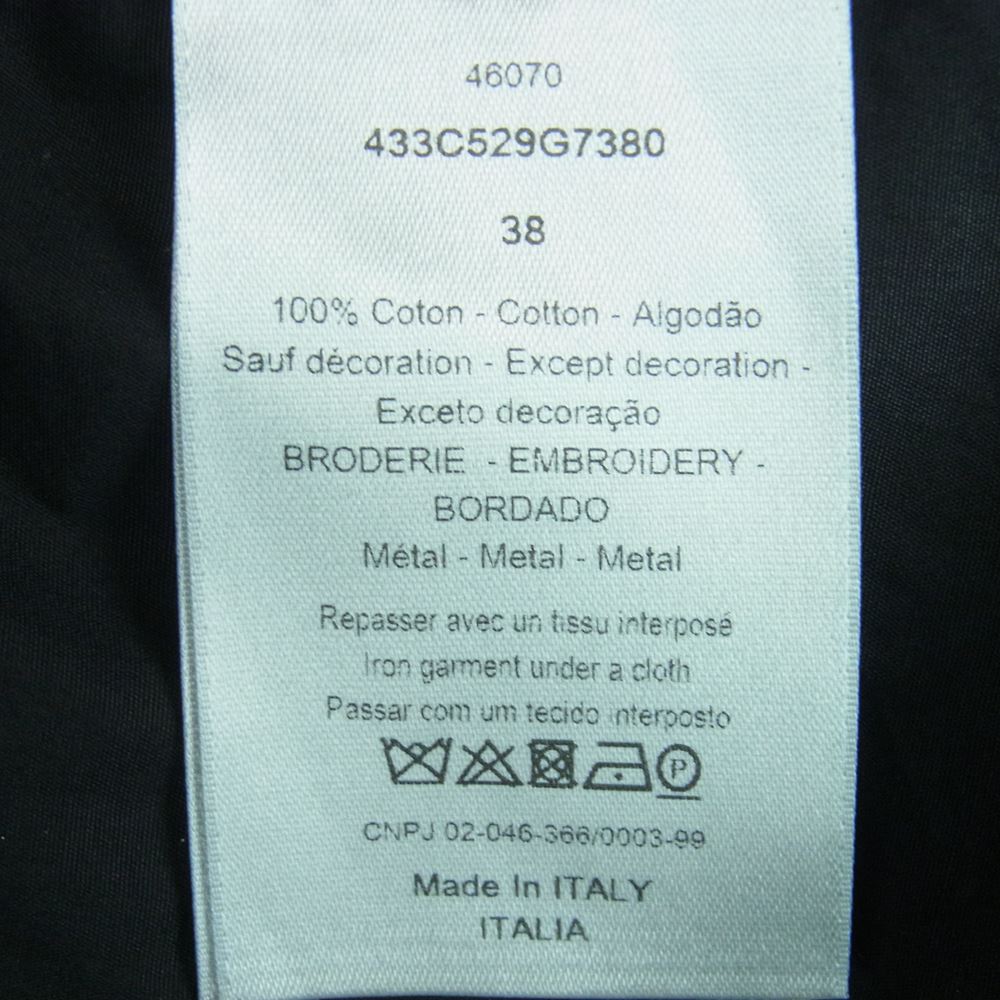 46070
433C529G7380
38
100% Coton - Cotton - Algodão
Sauf décoration - Except decoration -
Exceto decoração
BRODERIE - EMBROIDERY -
BORDADO
Métal - Metal - Metal
Repasser avec un tissu interposé
Iron garment under a cloth
Passar com um tecido interposto
P
CNPJ 02-046-366/0003-99
Made In ITALY
ITALIA